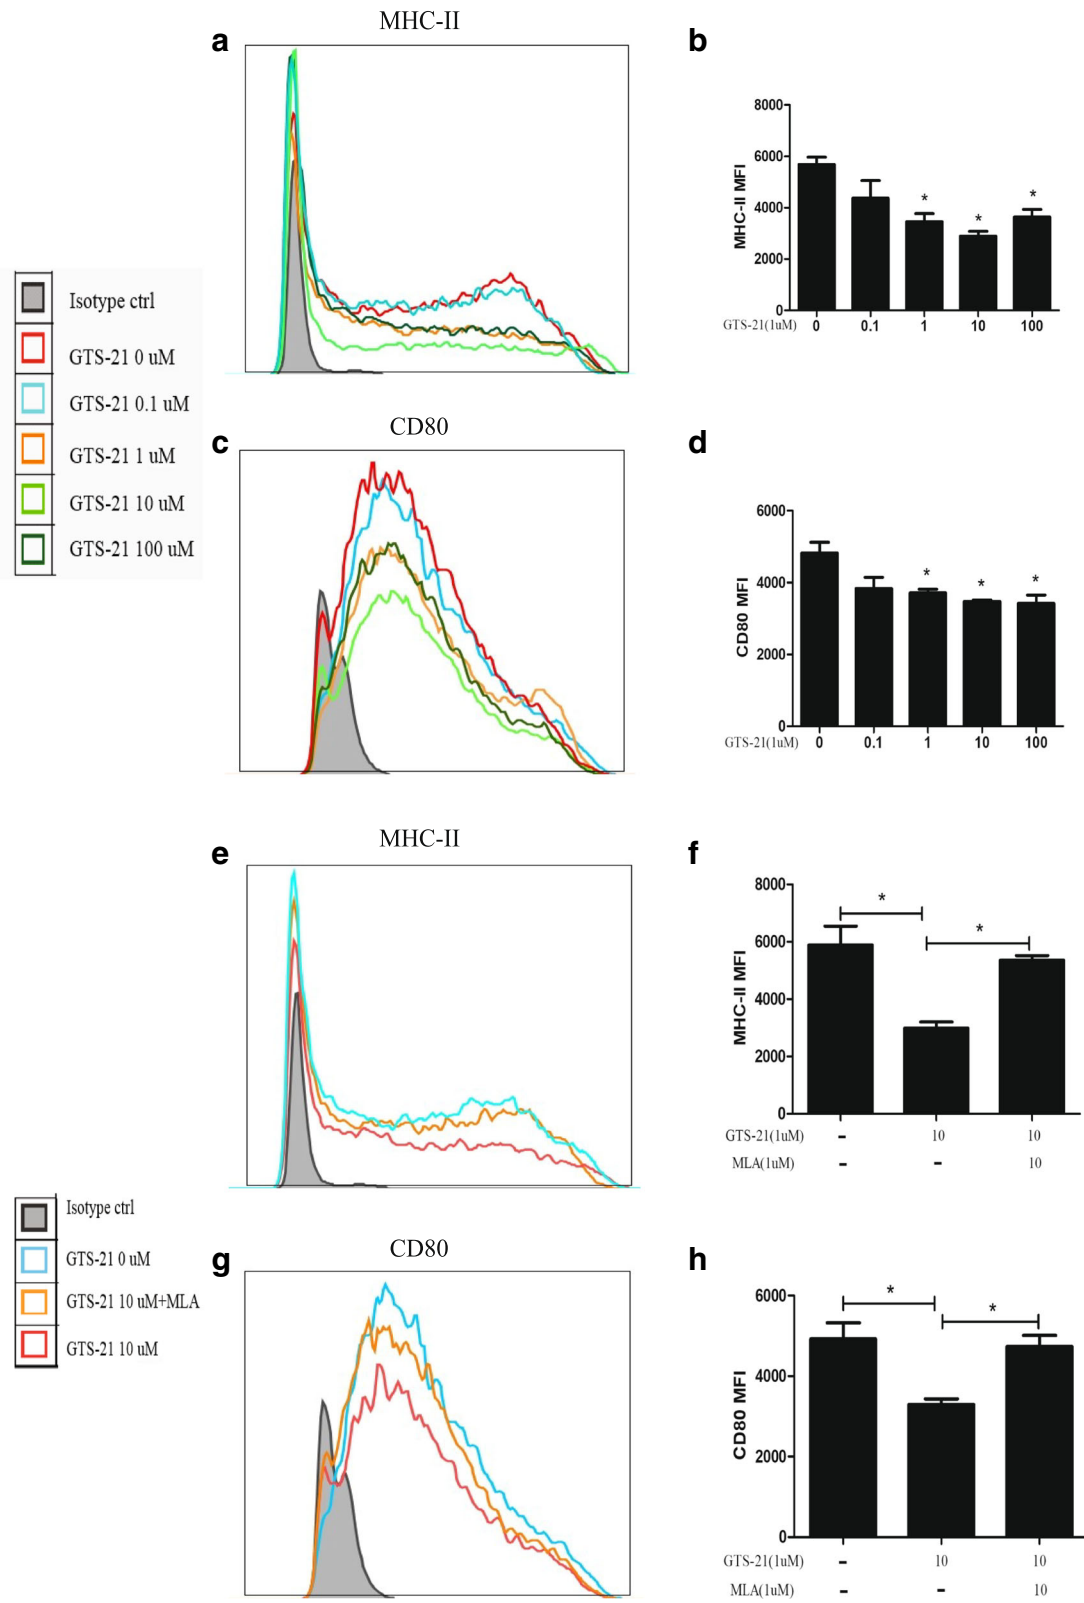 MHC-II
a
b
8000
6000
4000
2000
0
MHC-II MFI
*
*
*
GTS-21(1uM)
0
0.1
1
10
100
Isotype ctrl
GTS-21 0 uM
GTS-21 0.1 uM
GTS-21 1 uM
GTS-21 10 uM
GTS-21 100 uM
CD80
c
d
6000
4000
2000
0
CD80 MFI
*
*
*
GTS-21(1uM)
0
0.1
1
10
100
MHC-II
e
f
8000
6000
4000
2000
0
MHC-II MFI
*
*
GTS-21(1uM)
-
10
10
MLA(1uM)
-
-
10
Isotype ctrl
GTS-21 0 uM
GTS-21 10 uM+MLA
GTS-21 10 uM
CD80
g
h
6000
4000
2000
0
CD80 MFI
*
*
GTS-21(1uM)
-
10
10
MLA(1uM)
-
-
10